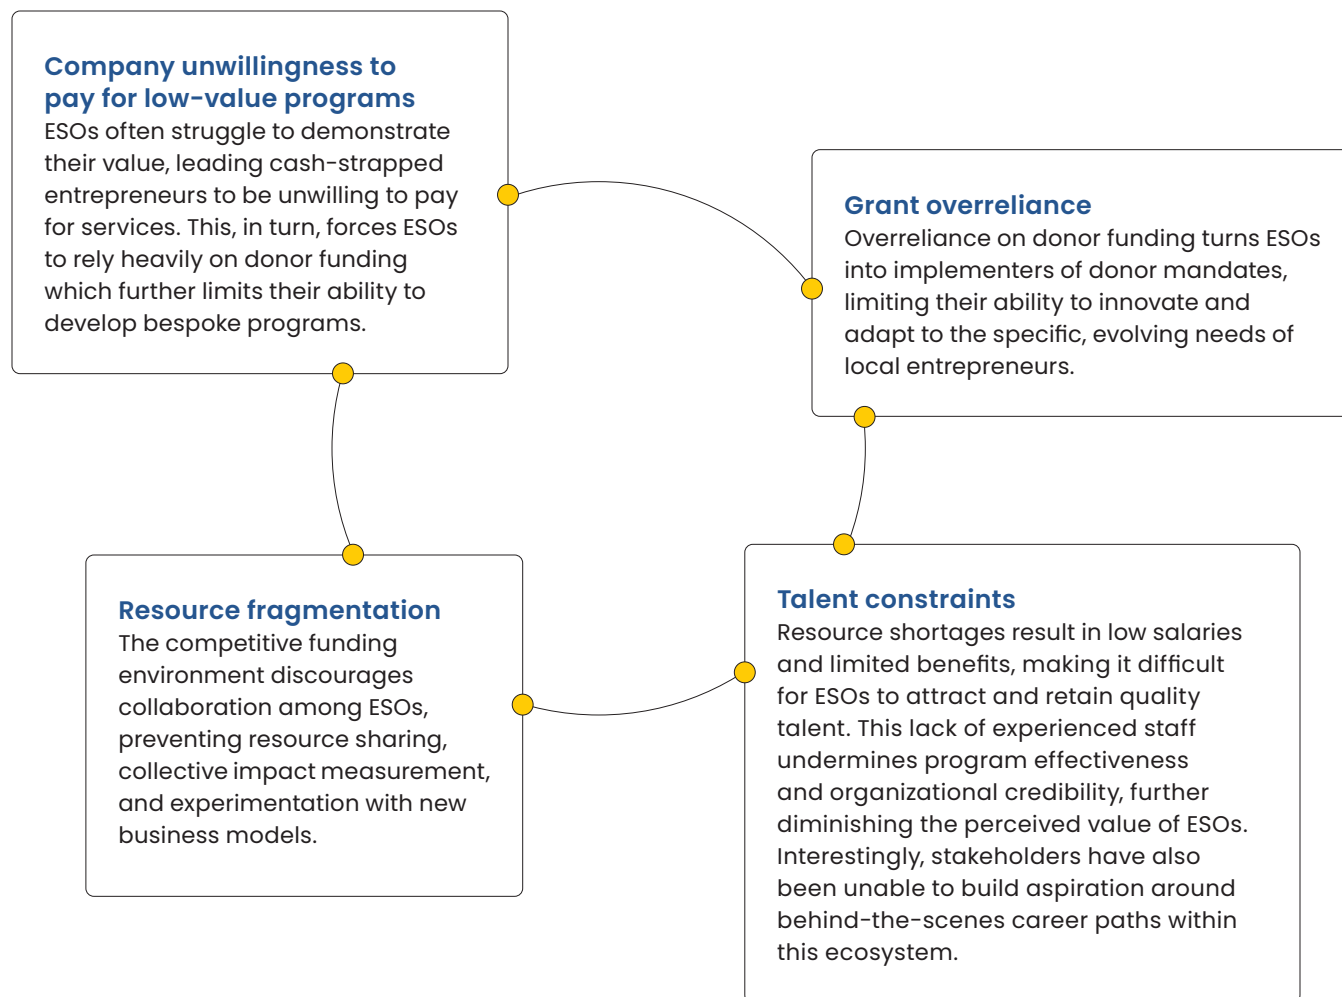 Company unwillingness to
pay for low-value programs
ESOs often struggle to demonstrate
their value, leading cash-strapped
entrepreneurs to be unwilling to pay
for services. This, in turn, forces ESOs
to rely heavily on donor funding
which further limits their ability to
develop bespoke programs.
Grant overreliance
Overreliance on donor funding turns ESOs
into implementers of donor mandates,
limiting their ability to innovate and
adapt to the specific, evolving needs of
local entrepreneurs.
Resource fragmentation
The competitive funding
environment discourages
collaboration among ESOs,
preventing resource sharing,
collective impact measurement,
and experimentation with new
business models.
Talent constraints
Resource shortages result in low salaries
and limited benefits, making it difficult
for ESOs to attract and retain quality
talent. This lack of experienced staff
undermines program effectiveness
and organizational credibility, further
diminishing the perceived value of ESOs.
Interestingly, stakeholders have also
been unable to build aspiration around
behind-the-scenes career paths within
this ecosystem.